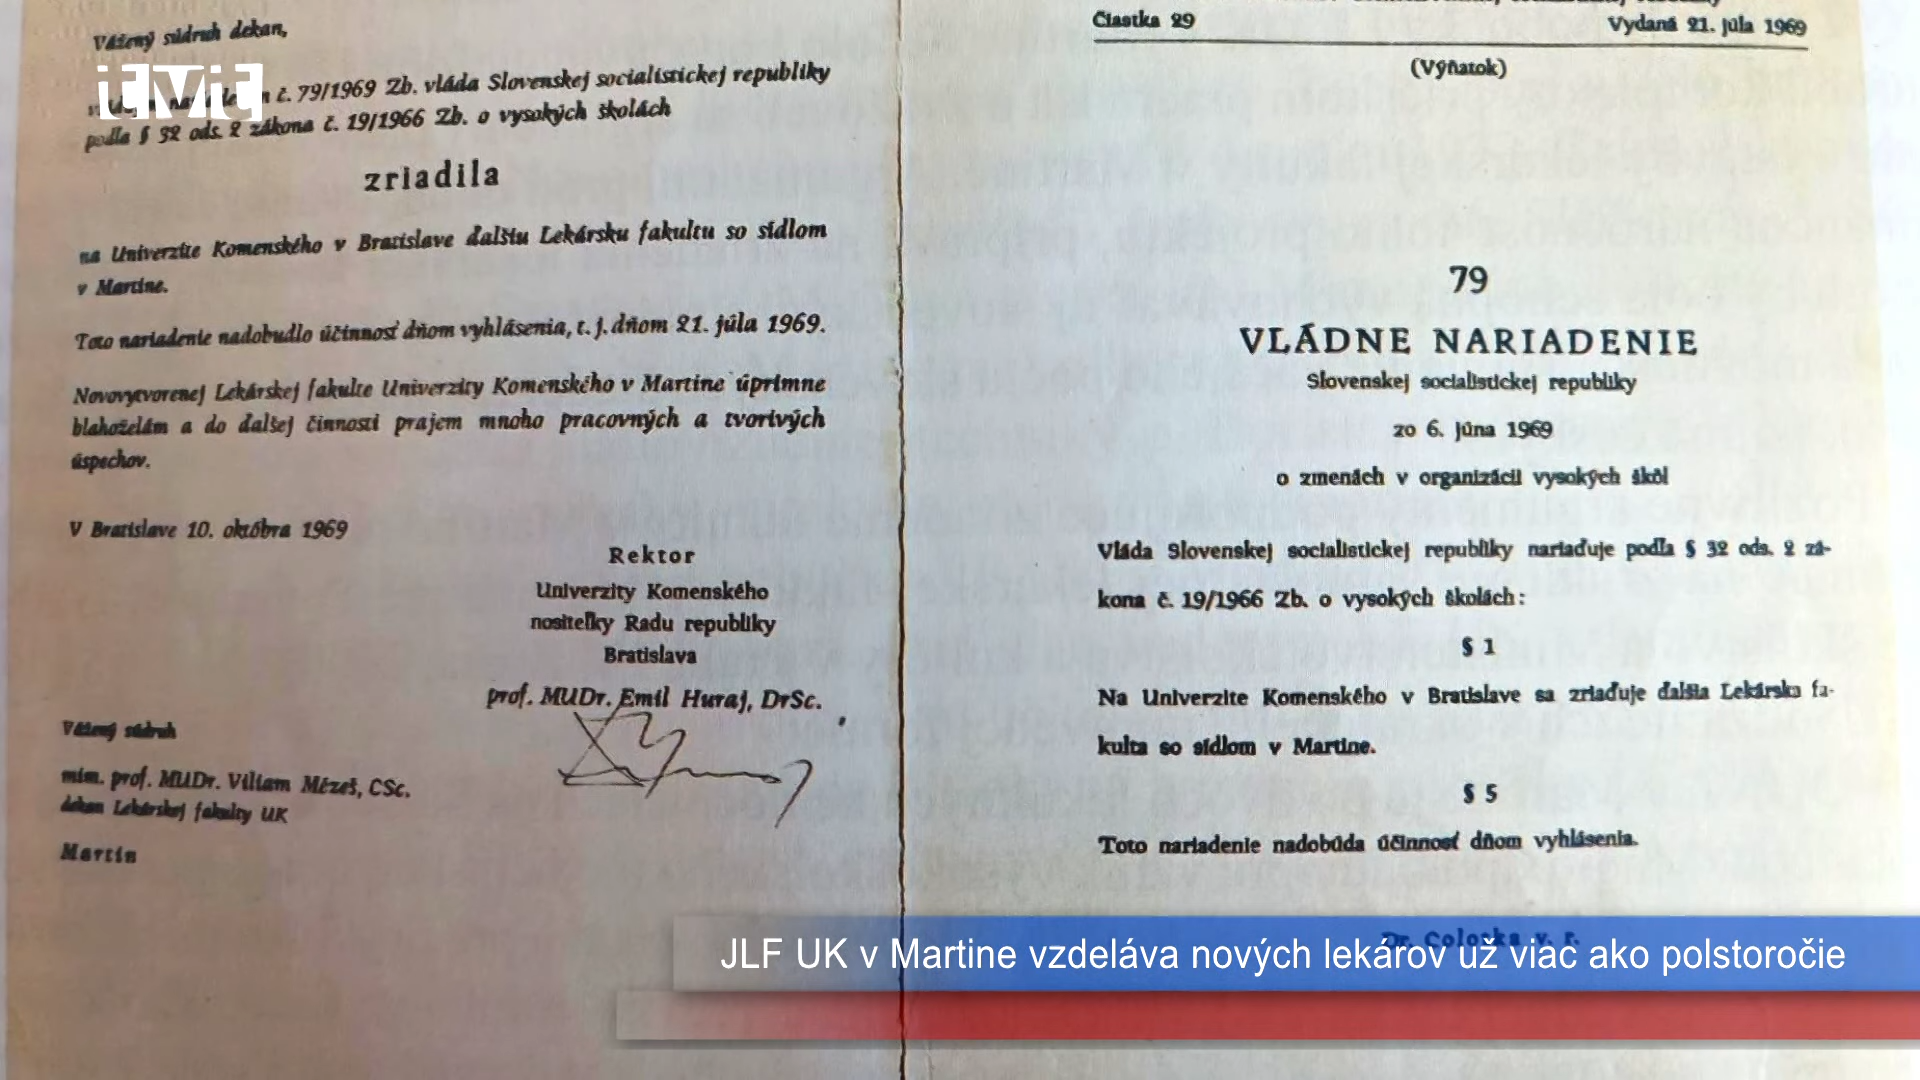 Vážený súdruh dekan,
č. 79/1969 Zb. vláda Slovenskej socialistickej republiky
podľa § 32 ods. 2 zákona č. 19/1966 Zb. o vysokých školách
zriadila
na Univerzite Komenského v Bratislave ďalšiu Lekársku fakultu so sídlom
v Martine.
Toto nariadenie nadobudlo účinnosť dňom vyhlásenia, t. j. dňom 21. júla 1969.
Novovytvorenej Lekárskej fakulte Univerzity Komenského v Martine úprimne
blahoželám a do ďalšej činnosti prajem mnoho pracovných a tvorivých
úspechov.
V Bratislave 10. októbra 1969
Rektor
Univerzity Komenského
nositeľky Radu republiky
Bratislava
prof. MUDr. Emil Huraj, DrSc.
Vážený súdruh
mim. prof. MUDr. Viliam Mézeš, CSc.
dekan Lekárskej fakulty UK
Martin
Čiastka 29 Vydaná 21. júla 1969
(Výňatok)
79
VLÁDNE NARIADENIE
Slovenskej socialistickej republiky
zo 6. júna 1969
o zmenách v organizácii vysokých škôl
Vláda Slovenskej socialistickej republiky nariaďuje podľa § 32 ods. 2 zá-
kona č. 19/1966 Zb. o vysokých školách:
§ 1
Na Univerzite Komenského v Bratislave sa zriaďuje ďalšia Lekárska fa-
kulta so sídlom v Martine.
§ 5
Toto nariadenie nadobúda účinnosť dňom vyhlásenia.
Dr. Colotka v. r.
JLF UK v Martine vzdeláva nových lekárov už viac ako polstoročie